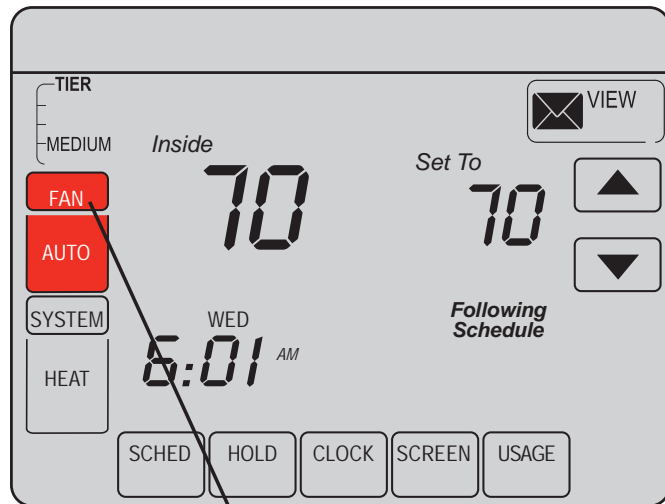 TIER
MEDIUM
VIEW
Inside
70
Set To
70
FAN
AUTO
SYSTEM
HEAT
WED
6:01 AM
Following
Schedule
SCHED
HOLD
CLOCK
SCREEN
USAGE